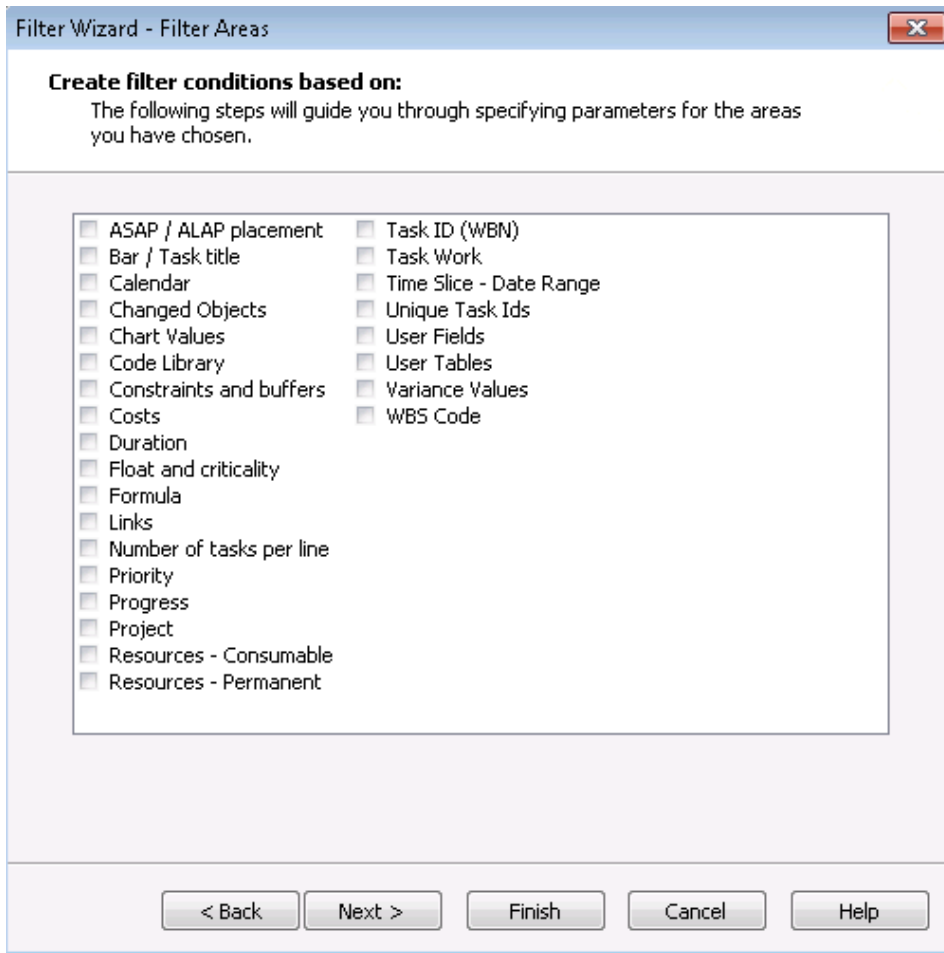 Filter Wizard - Filter Areas
Create filter conditions based on:
The following steps will guide you through specifying parameters for the areas
you have chosen.
ASAP / ALAP placement
Bar / Task title
Calendar
Changed Objects
Chart Values
Code Library
Constraints and buffers
Costs
Duration
Float and criticality
Formula
Links
Number of tasks per line
Priority
Progress
Project
Resources - Consumable
Resources - Permanent
Task ID (WBN)
Task Work
Time Slice - Date Range
Unique Task Ids
User Fields
User Tables
Variance Values
WBS Code
< Back Next > Finish Cancel Help